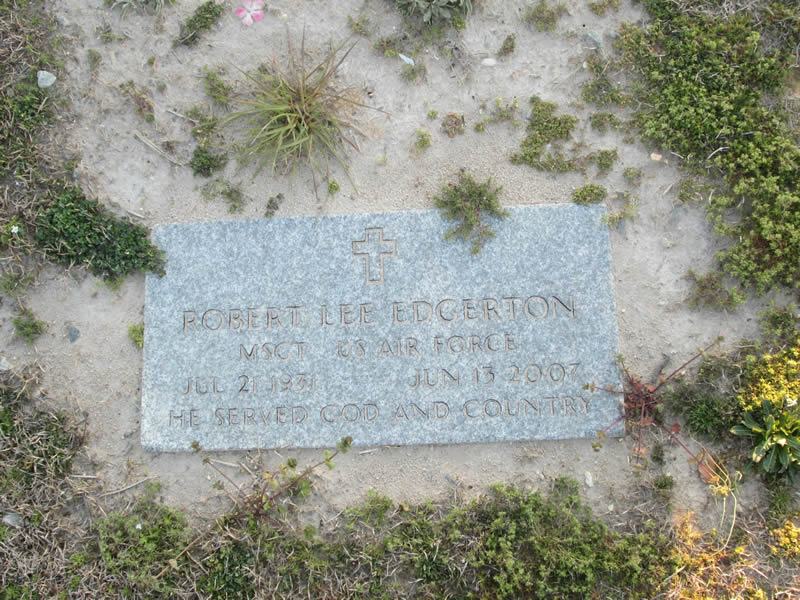 ROBERT LEE EDGERTON
MSGT US AIR FORCE
JUL 21 1931 JUN 13 2007
HE SERVED GOD AND COUNTRY